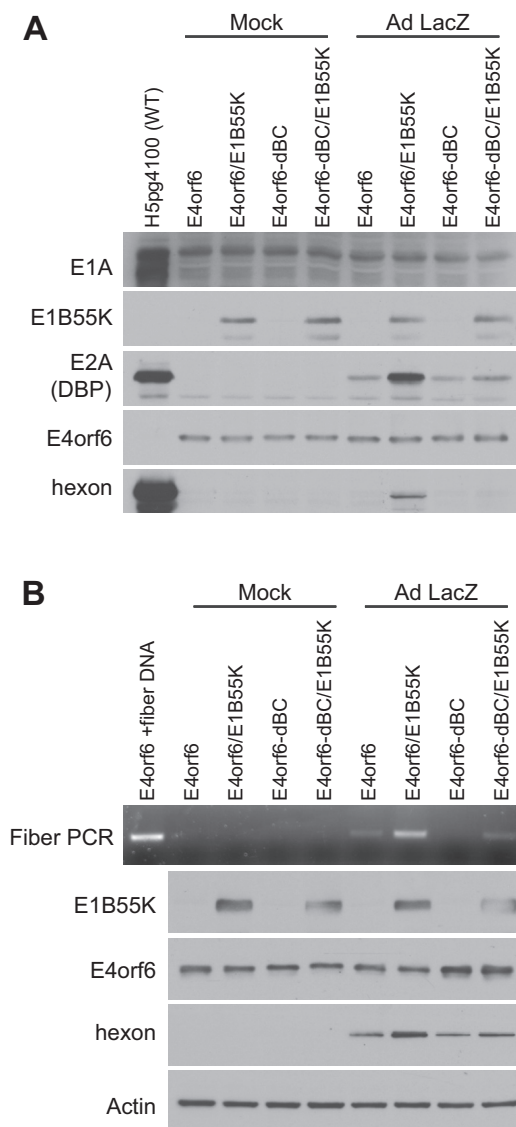 A
Mock
Ad LacZ
H5pg4100 (WT)
E4orf6
E4orf6/E1B55K
E4orf6-dBC
E4orf6-dBC/E1B55K
E4orf6
E4orf6/E1B55K
E4orf6-dBC
E4orf6-dBC/E1B55K
E1A
E1B55K
E2A
(DBP)
E4orf6
hexon
B
Mock
Ad LacZ
E4orf6 +fiber DNA
E4orf6
E4orf6/E1B55K
E4orf6-dBC
E4orf6-dBC/E1B55K
E4orf6
E4orf6/E1B55K
E4orf6-dBC
E4orf6-dBC/E1B55K
Fiber PCR
E1B55K
E4orf6
hexon
Actin